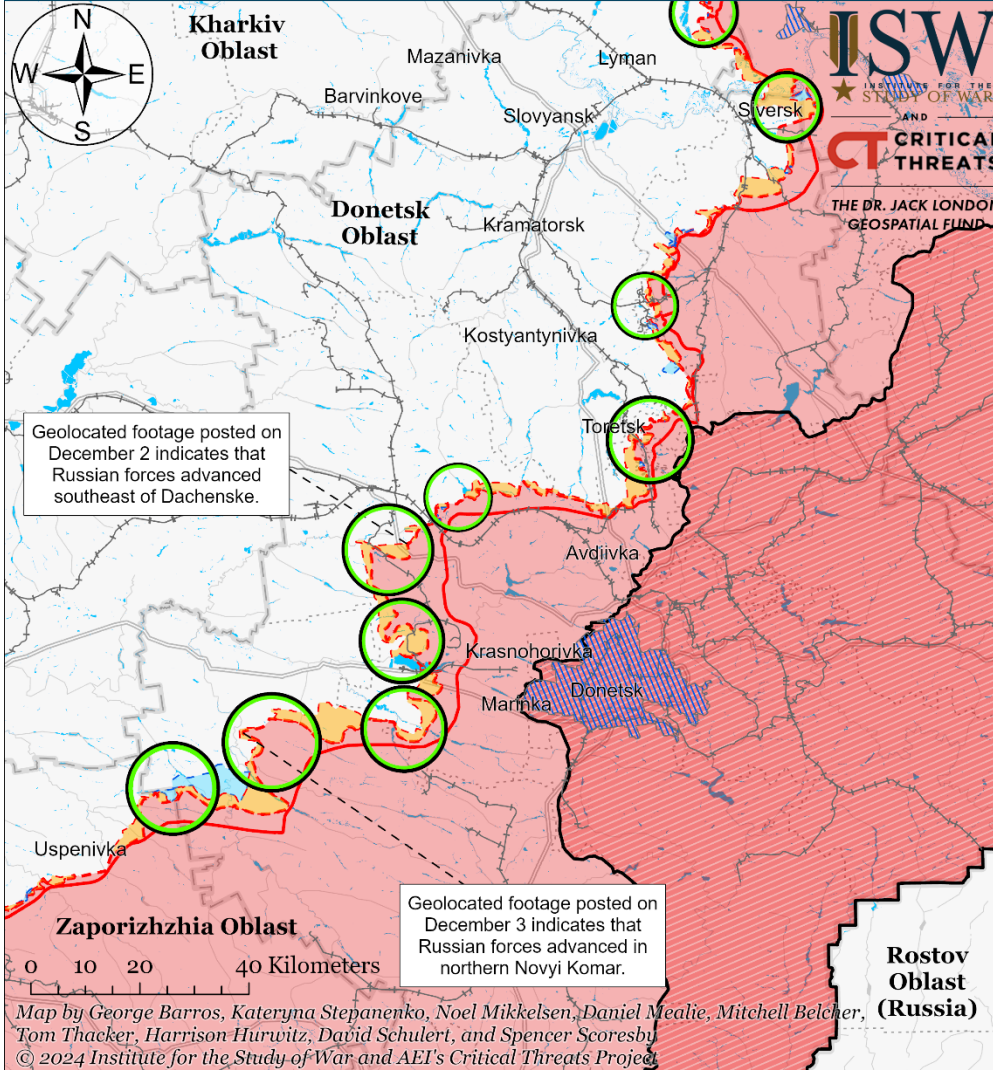 N
W
E
S
Kharkiv
Oblast
Mazanivka
Lyman
Barvinkove
Slovyansk
Siversk
ISW
INSTITUTE FOR THE
STUDY OF WAR
AND
CT CRITICAL
THREATS
THE DR. JACK LONDON
GEOSPATIAL FUND
Donetsk
Oblast
Kramatorsk
Kostyantynivka
Toretsk
Geolocated footage posted on
December 2 indicates that
Russian forces advanced
southeast of Dachenske.
Avdiivka
Krasnohorivka
Marinka
Donetsk
Uspenivka
Geolocated footage posted on
December 3 indicates that
Russian forces advanced in
northern Novyi Komar.
Zaporizhzhia Oblast
Rostov
Oblast
(Russia)
0 10 20 40 Kilometers
Map by George Barros, Kateryna Stepanenko, Noel Mikkelsen, Daniel Mealie, Mitchell Belcher,
Tom Thacker, Harrison Hurwitz, David Schulert, and Spencer Scoresby
© 2024 Institute for the Study of War and AEI's Critical Threats Project